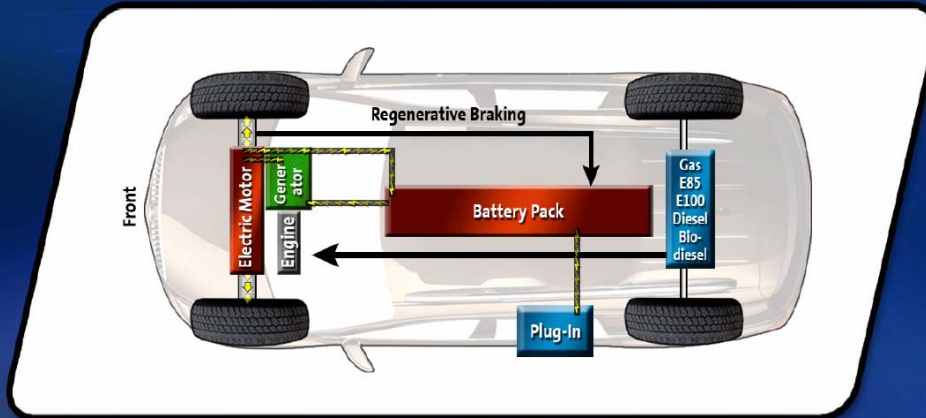 Regenerative Braking
Front
Electric Motor
Gener
ator
Engine
Battery Pack
Gas
E85
E100
Diesel
Bio-
diesel
Plug-In